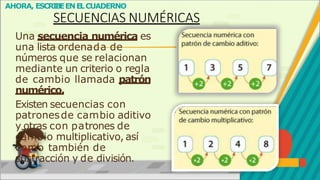 AHORA, ESCRIBE EN EL CUADERNO
SECUENCIAS NUMÉRICAS
Una secuencia numérica es
una lista ordenada de
números que se relacionan
mediante un criterio o regla
de cambio llamada patrón
numérico.
Existen secuencias con
patrones de cambio aditivo
y otras con patrones de
cambio multiplicativo, así
como también de
sustracción y de división.
Secuencia numérica con
patrón de cambio aditivo:
1 3 5 7
+2 +2 +2
Secuencia numérica con patrón
de cambio multiplicativo:
1 2 4 8
×2 ×2 ×2